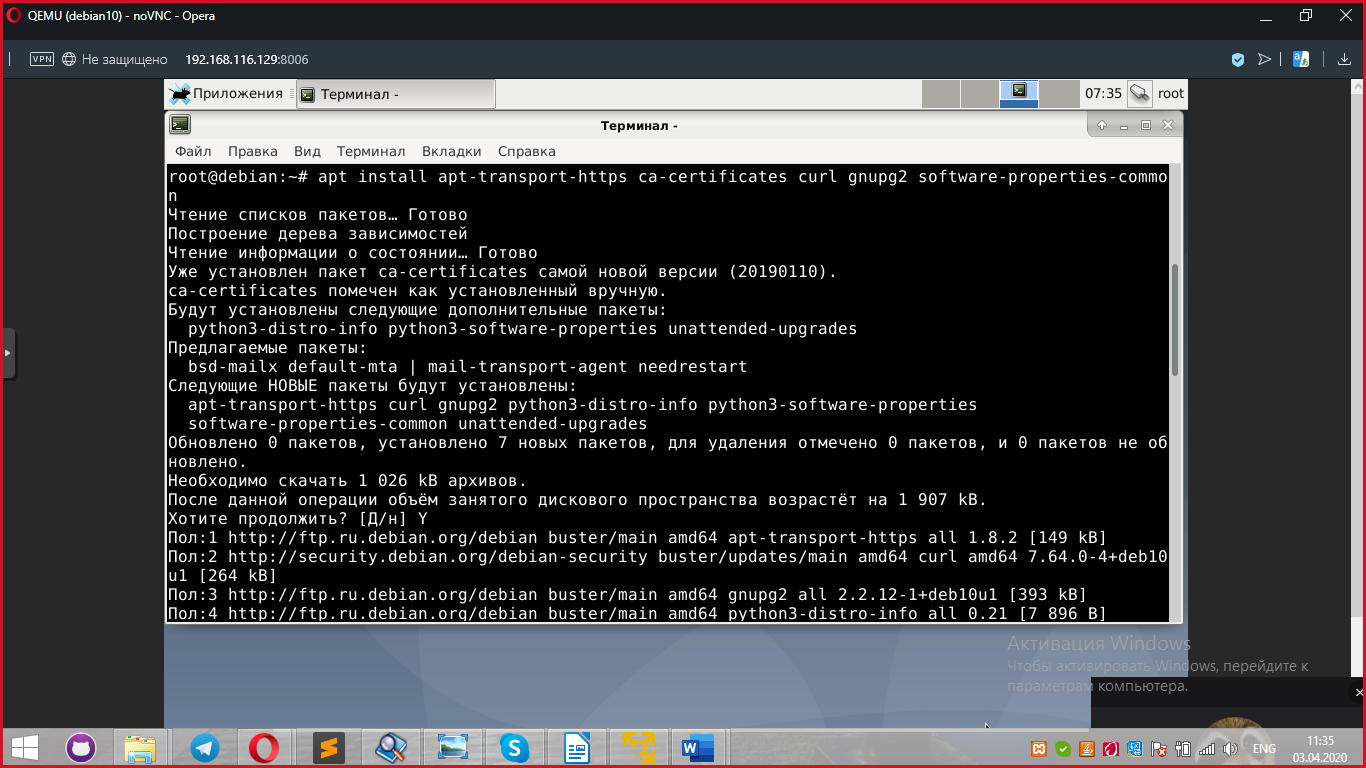 QEMU (debian10) - noVNC - Opera
VPN Не защищено 192.168.116.129:8006
Приложения Терминал - 07:35 root
Терминал -
Файл Правка Вид Терминал Вкладки Справка
root@debian:~# apt install apt-transport-https ca-certificates curl gnupg2 software-properties-commo
n
Чтение списков пакетов… Готово
Построение дерева зависимостей
Чтение информации о состоянии… Готово
Уже установлен пакет ca-certificates самой новой версии (20190110).
ca-certificates помечен как установленный вручную.
Будут установлены следующие дополнительные пакеты:
python3-distro-info python3-software-properties unattended-upgrades
Предлагаемые пакеты:
bsd-mailx default-mta | mail-transport-agent needrestart
Следующие НОВЫЕ пакеты будут установлены:
apt-transport-https curl gnupg2 python3-distro-info python3-software-properties
software-properties-common unattended-upgrades
Обновлено 0 пакетов, установлено 7 новых пакетов, для удаления отмечено 0 пакетов, и 0 пакетов не об
новлено.
Необходимо скачать 1 026 kB архивов.
После данной операции объём занятого дискового пространства возрастёт на 1 907 kB.
Хотите продолжить? [Д/н] Y
Пол:1 http://ftp.ru.debian.org/debian buster/main amd64 apt-transport-https all 1.8.2 [149 kB]
Пол:2 http://security.debian.org/debian-security buster/updates/main amd64 curl amd64 7.64.0-4+deb10
u1 [264 kB]
Пол:3 http://ftp.ru.debian.org/debian buster/main amd64 gnupg2 all 2.2.12-1+deb10u1 [393 kB]
Пол:4 http://ftp.ru.debian.org/debian buster/main amd64 python3-distro-info all 0.21 [7 896 B]
Активация Windows
Чтобы активировать Windows, перейдите к
параметрам компьютера.
ENG 11:35
03.04.2020